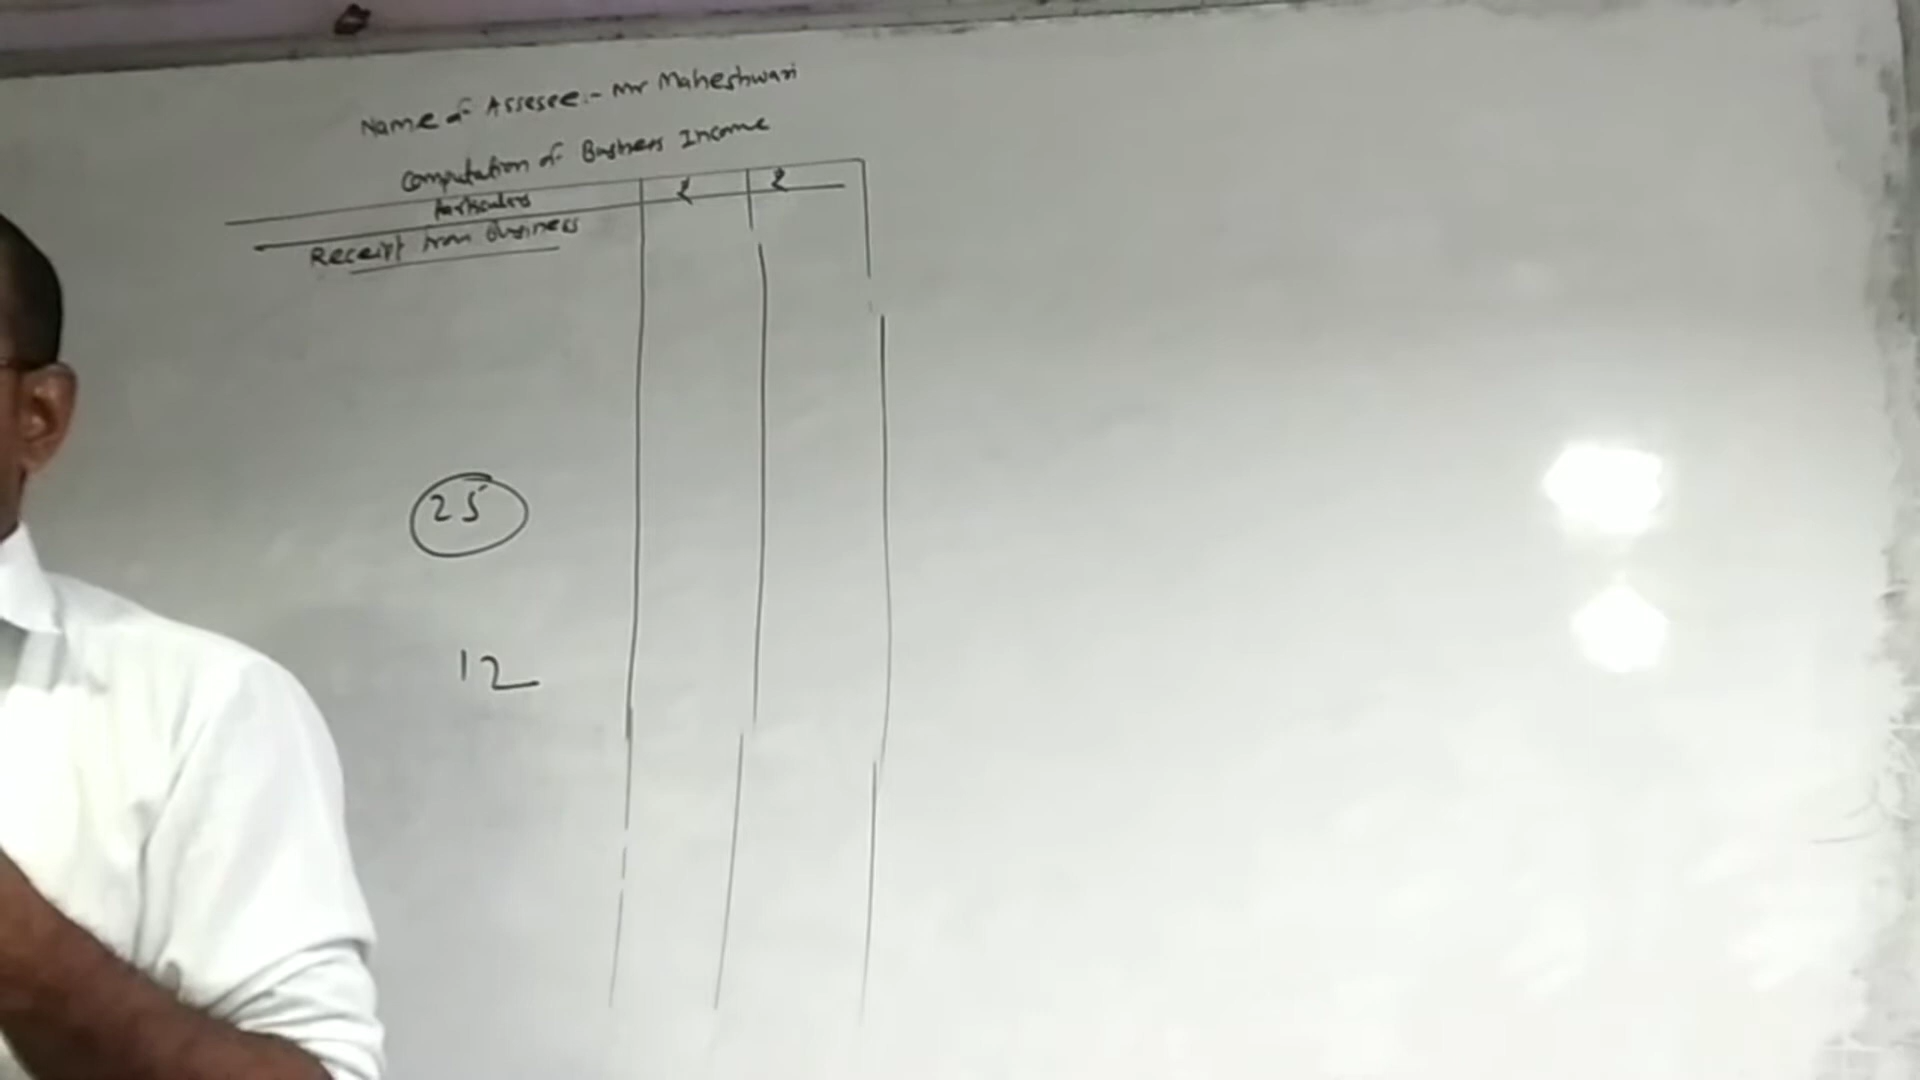 Name of Assesee:- Mr Maheshwari
Computation of Business Income
Particulars ₹ ₹
Receipt from Business
25
12